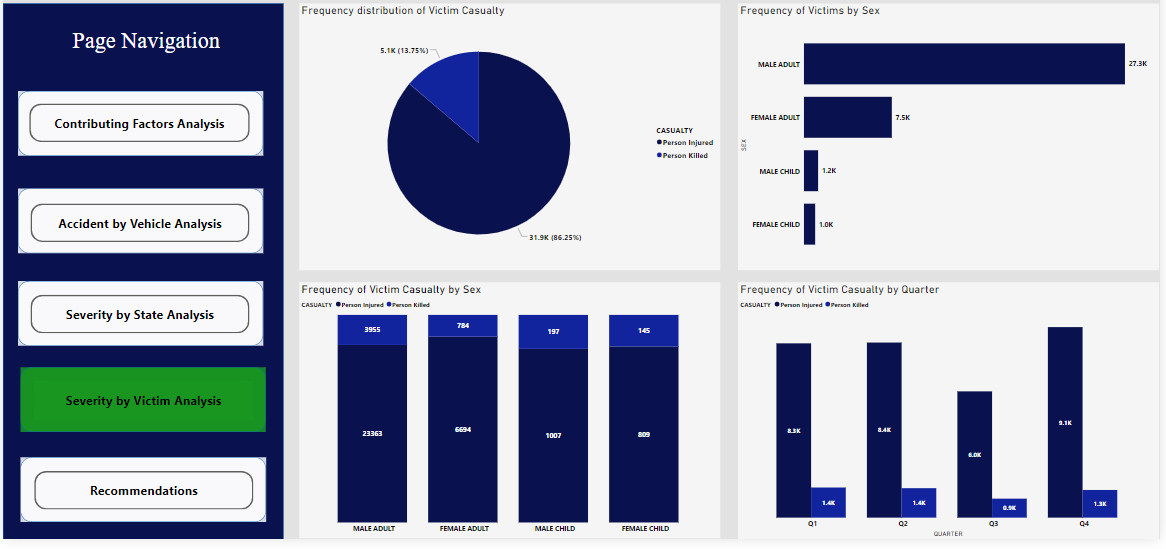 Page Navigation
Contributing Factors Analysis
Accident by Vehicle Analysis
Severity by State Analysis
Severity by Victim Analysis
Recommendations
Frequency distribution of Victim Casualty
5.1K (13.75%)
31.9K (86.25%)
CASUALTY
Person Injured
Person Killed
Frequency of Victims by Sex
SEX
MALE ADULT
27.3K
FEMALE ADULT
7.5K
MALE CHILD
1.2K
FEMALE CHILD
1.0K
Frequency of Victim Casualty by Sex
CASUALTY Person Injured Person Killed
3955 784 197 145
23363 6694 1007 809
MALE ADULT FEMALE ADULT MALE CHILD FEMALE CHILD
Frequency of Victim Casualty by Quarter
CASUALTY Person Injured Person Killed
8.3K 8.4K 6.0K 9.1K
1.4K 1.4K 0.9K 1.3K
Q1 Q2 Q3 Q4
QUARTER